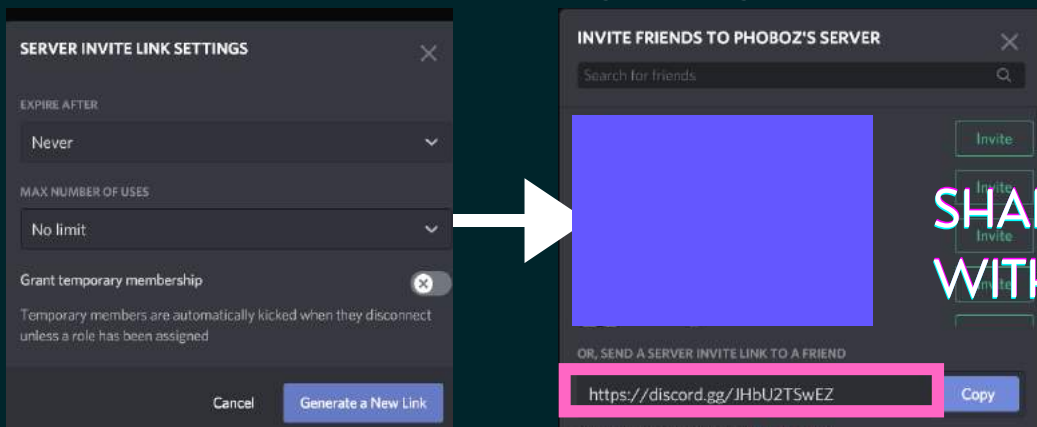 SERVER INVITE LINK SETTINGS
EXPIRE AFTER
Never
MAX NUMBER OF USES
No limit
Grant temporary membership
Temporary members are automatically kicked when they disconnect
unless a role has been assigned
Cancel
Generate a New Link
INVITE FRIENDS TO PHOBOZ'S SERVER
Search for friends
Invite
Invite
Invite
Invite
OR, SEND A SERVER INVITE LINK TO A FRIEND
https://discord.gg/JHbU2TSwEZ
Copy